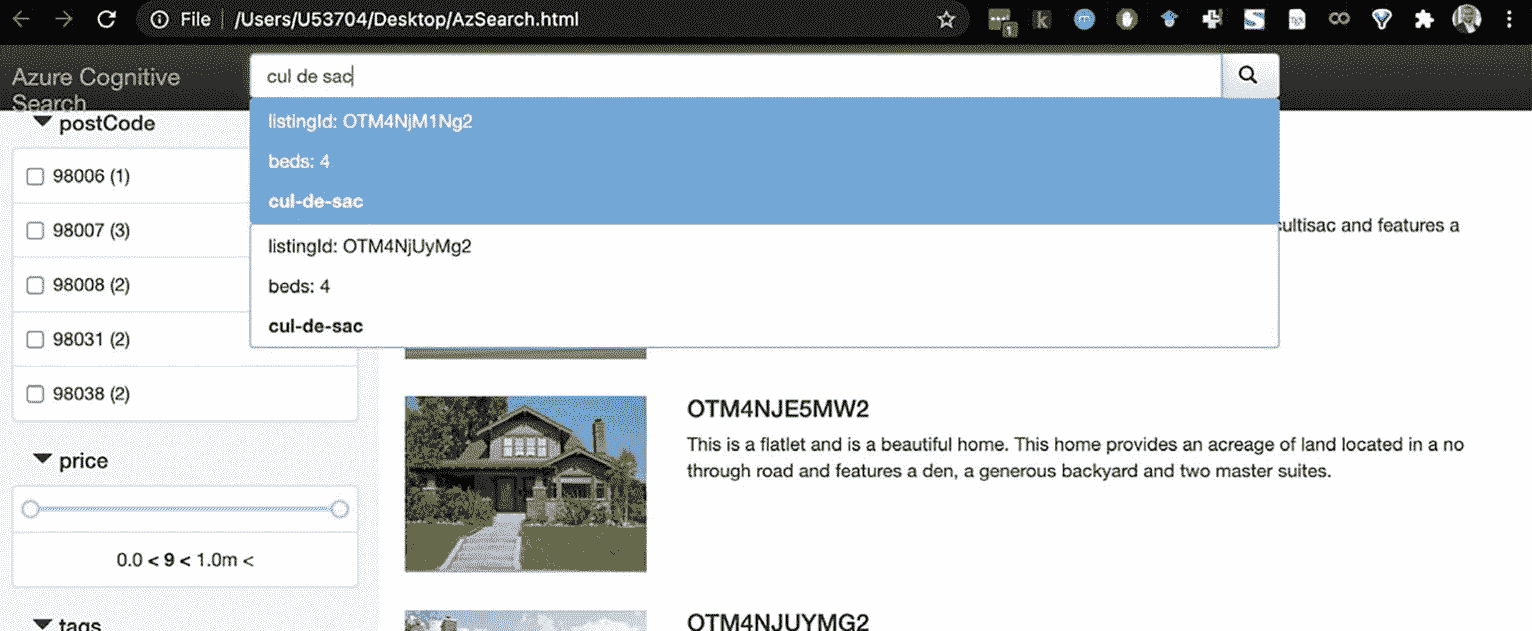 File /Users/U53704/Desktop/AzSearch.html
1
k
Azure Cognitive
Search
cul de sac
listingId: OTM4NjM1Ng2
beds: 4
cul-de-sac
listingId: OTM4NjUyMg2
beds: 4
cul-de-sac
postCode
98006 (1)
98007 (3)
98008 (2)
98031 (2)
98038 (2)
price
0.0 < 9 < 1.0m <
tags
cultisac and features a
OTM4NJE5MW2
This is a flatlet and is a beautiful home. This home provides an acreage of land located in a no
through road and features a den, a generous backyard and two master suites.
OTM4NJUYMG2